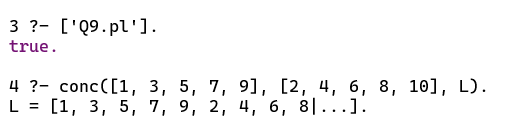 3 ?- ['Q9.pl'].
true.
4 ?- conc([1, 3, 5, 7, 9], [2, 4, 6, 8, 10], L).
L = [1, 3, 5, 7, 9, 2, 4, 6, 8|...].